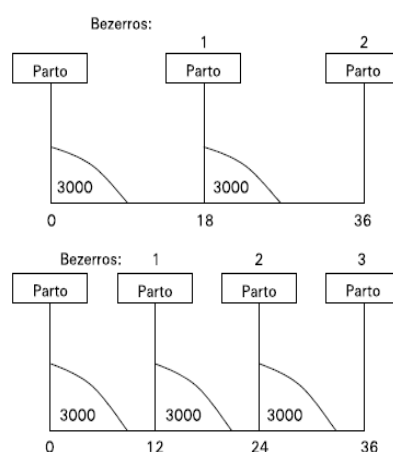 Bezerros:
1 2
Parto Parto Parto
3000 3000
0 18 36
Bezerros: 1 2 3
Parto Parto Parto Parto
3000 3000 3000
0 12 24 36